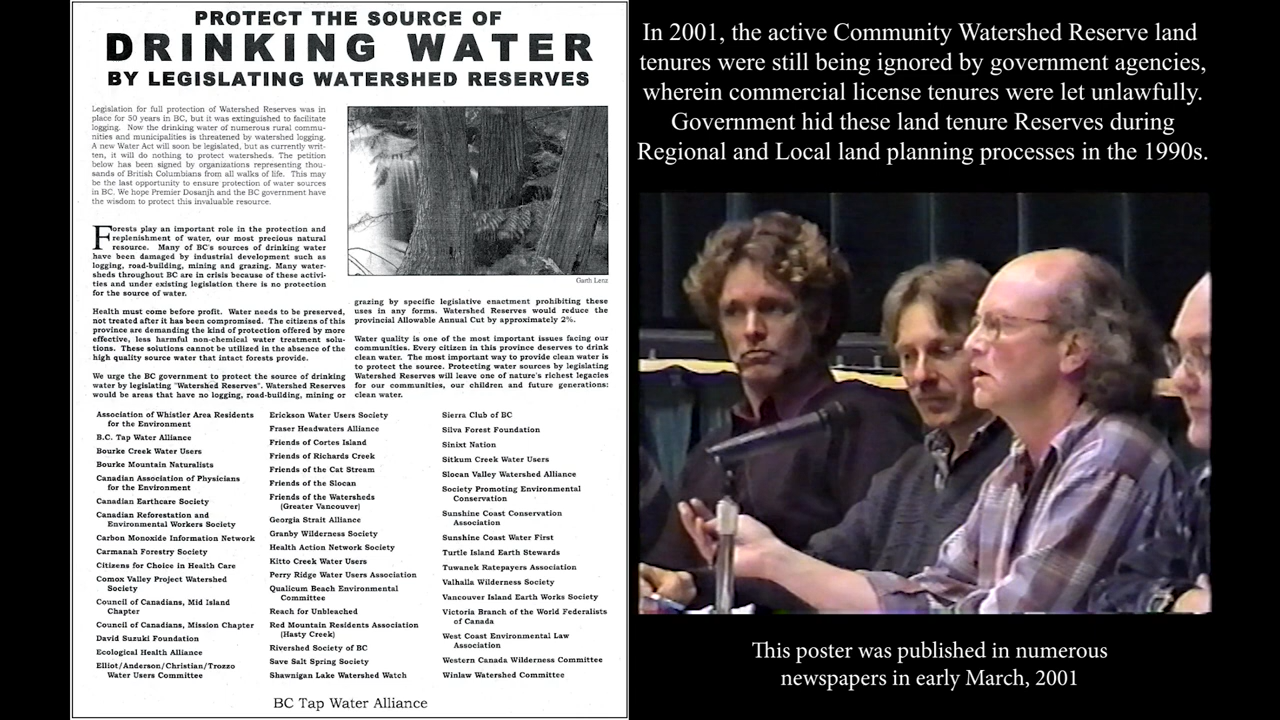 PROTECT THE SOURCE OF
DRINKING WATER
BY LEGISLATING WATERSHED RESERVES
Legislation for full protection of Watershed Reserves was in
place for 50 years in BC, but it was extinguished to facilitate
logging. Now the drinking water of numerous rural commu-
nities and municipalities is threatened by watershed logging.
A new Water Act will soon be legislated, but as currently writ-
ten, it will do nothing to protect watersheds. The petition
below has been signed by organizations representing thou-
sands of British Columbians from all walks of life. This may
be the last opportunity to ensure protection of water sources
in BC. We hope Premier Dosanjh and the BC government have
the wisdom to protect this invaluable resource.
Garth Lenz
Forests play an important role in the protection and
replenishment of water, our most precious natural
resource. Many of BC's sources of drinking water
have been damaged by industrial development such as
logging, road-building, mining and grazing. Many water-
sheds throughout BC are in crisis because of these activi-
ties and under existing legislation there is no protection
for the source of water.
Health must come before profit. Water needs to be preserved,
not treated after it has been compromised. The citizens of this
province are demanding the kind of protection offered by more
effective, less harmful non-chemical water treatment solu-
tions. These solutions cannot be utilized in the absence of the
high quality source water that intact forests provide.
We urge the BC government to protect the source of drinking
water by legislating "Watershed Reserves". Watershed Reserves
would be areas that have no logging, road-building, mining or
grazing by specific legislative enactment prohibiting these
uses in any forms. Watershed Reserves would reduce the
provincial Allowable Annual Cut by approximately 2%.
Water quality is one of the most important issues facing our
communities. Every citizen in this province deserves to drink
clean water. The most important way to provide clean water is
to protect the source. Protecting water sources by legislating
Watershed Reserves will leave one of nature's richest legacies
for our communities, our children and future generations:
clean water.
Association of Whistler Area Residents
for the Environment
B.C. Tap Water Alliance
Bourke Creek Water Users
Bourke Mountain Naturalists
Canadian Association of Physicians
for the Environment
Canadian Earthcare Society
Canadian Reforestation and
Environmental Workers Society
Carbon Monoxide Information Network
Carmanah Forestry Society
Citizens for Choice in Health Care
Comox Valley Project Watershed
Society
Council of Canadians, Mid Island
Chapter
Council of Canadians, Mission Chapter
David Suzuki Foundation
Ecological Health Alliance
Elliot/Anderson/Christian/Trozzo
Water Users Committee
Erickson Water Users Society
Fraser Headwaters Alliance
Friends of Cortes Island
Friends of Richards Creek
Friends of the Cat Stream
Friends of the Slocan
Friends of the Watersheds
(Greater Vancouver)
Georgia Strait Alliance
Granby Wilderness Society
Health Action Network Society
Kitto Creek Water Users
Perry Ridge Water Users Association
Qualicum Beach Environmental
Committee
Reach for Unbleached
Red Mountain Residents Association
(Hasty Creek)
Rivershed Society of BC
Save Salt Spring Society
Shawnigan Lake Watershed Watch
Sierra Club of BC
Silva Forest Foundation
Sinixt Nation
Sitkum Creek Water Users
Slocan Valley Watershed Alliance
Society Promoting Environmental
Conservation
Sunshine Coast Conservation
Association
Sunshine Coast Water First
Turtle Island Earth Stewards
Tuwanek Ratepayers Association
Valhalla Wilderness Society
Vancouver Island Earth Works Society
Victoria Branch of the World Federalists
of Canada
West Coast Environmental Law
Association
Western Canada Wilderness Committee
Winlaw Watershed Committee
BC Tap Water Alliance
In 2001, the active Community Watershed Reserve land
tenures were still being ignored by government agencies,
wherein commercial license tenures were let unlawfully.
Government hid these land tenure Reserves during
Regional and Local land planning processes in the 1990s.
This poster was published in numerous
newspapers in early March, 2001